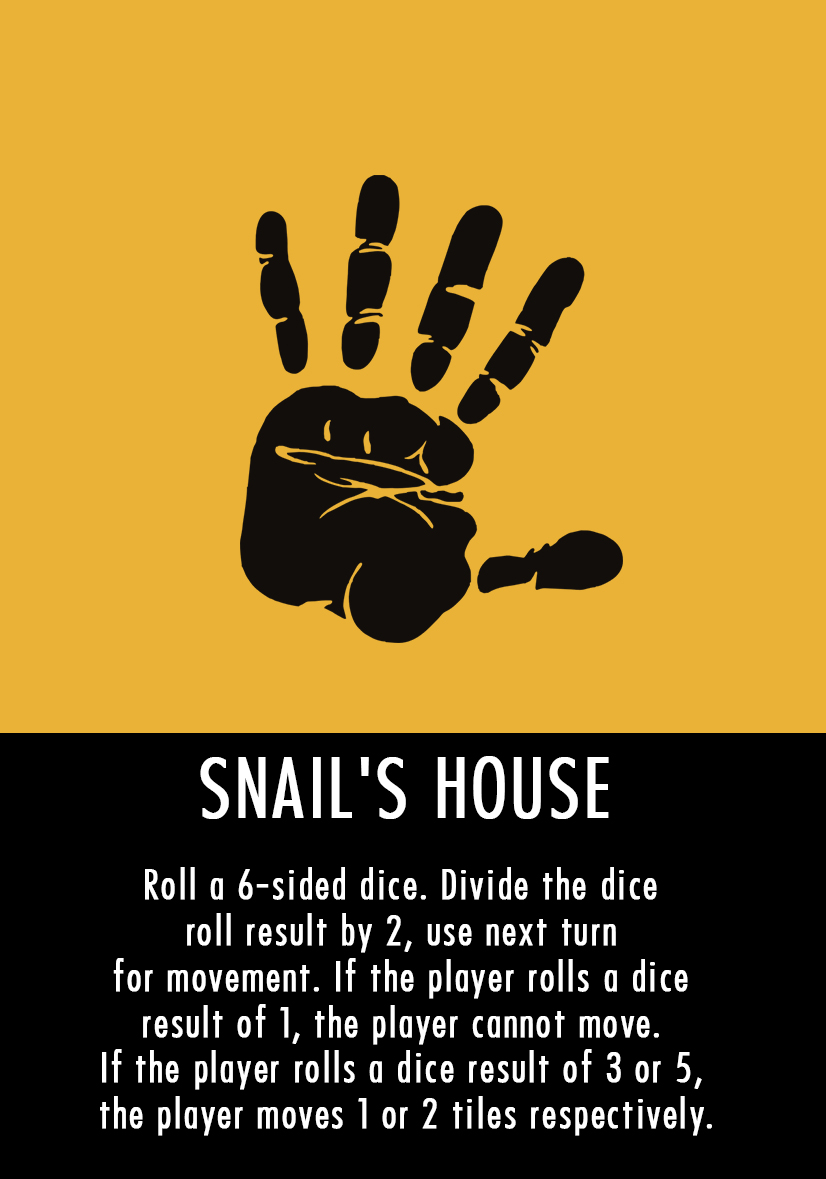 SNAIL'S HOUSE
Roll a 6-sided dice. Divide the dice
roll result by 2, use next turn
for movement. If the player rolls a dice
result of 1, the player cannot move.
If the player rolls a dice result of 3 or 5,
the player moves 1 or 2 tiles respectively.